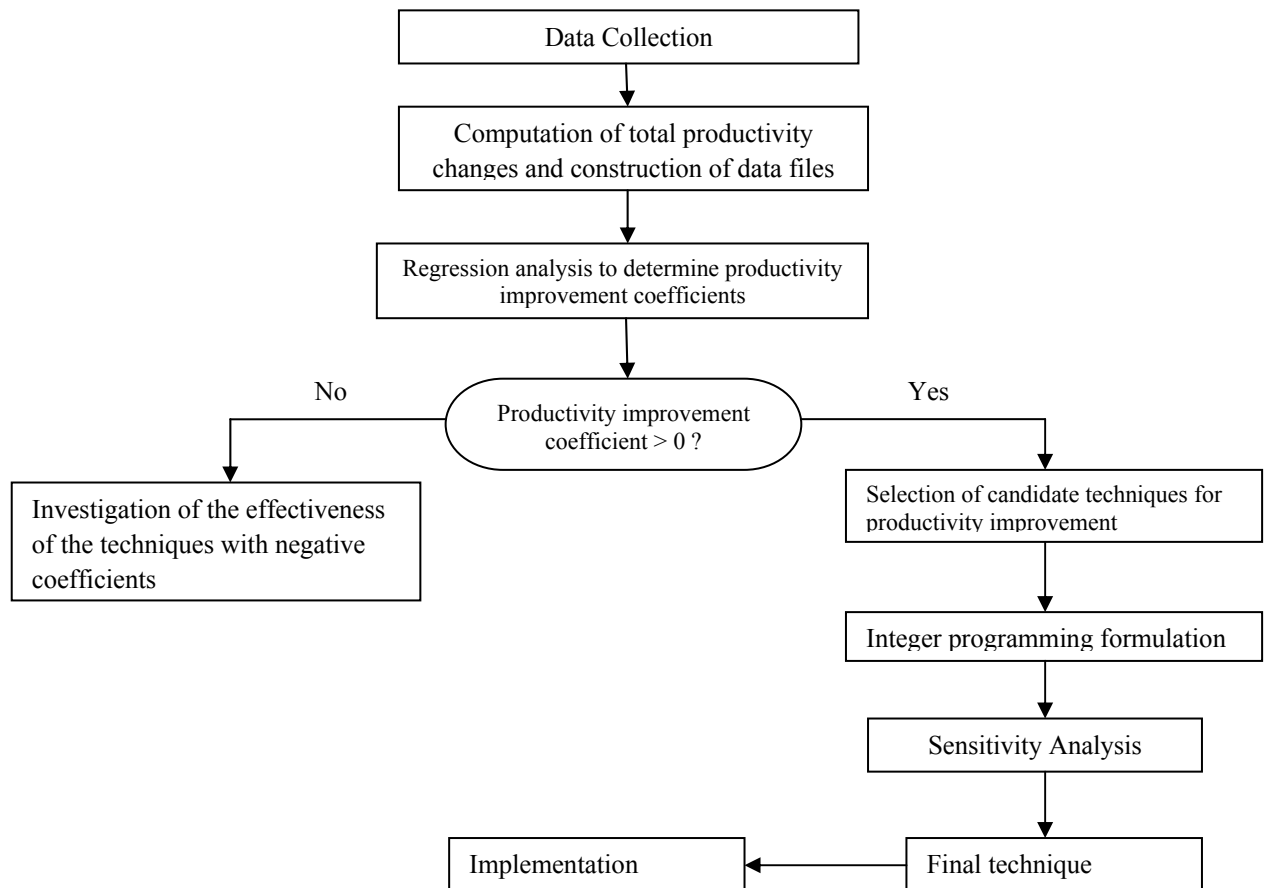 Data Collection
Computation of total productivity
changes and construction of data files
Regression analysis to determine productivity
improvement coefficients
No
Productivity improvement
coefficient > 0 ?
Yes
Investigation of the effectiveness
of the techniques with negative
coefficients
Selection of candidate techniques for
productivity improvement
Integer programming formulation
Sensitivity Analysis
Implementation
Final technique